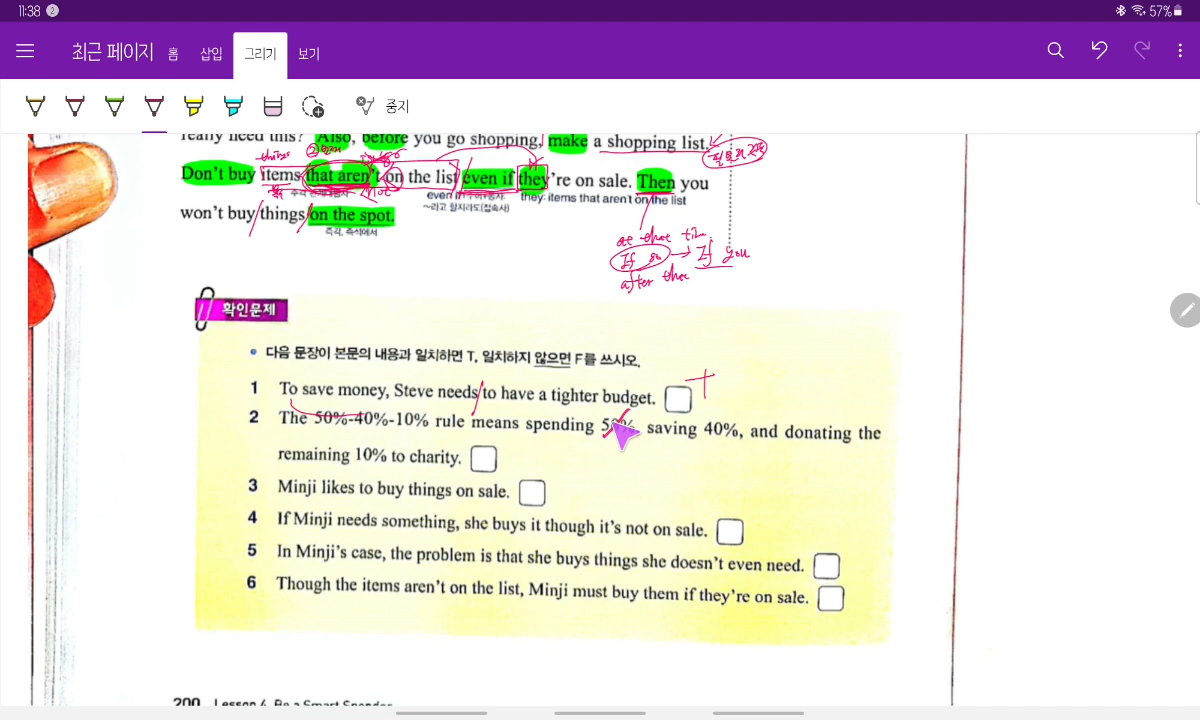 11:38 2 57%
최근 페이지 홈 삽입 그리기 보기
중지
really need this? Also, before you go shopping, make a shopping list.
things
Don't buy items that aren't on the list even if they're on sale. Then you
~라고 할지라도(접속사) they: items that aren't on the list
won't buy things on the spot.
즉각, 즉석에서
If so → If you
after that
확인문제
• 다음 문장이 본문의 내용과 일치하면 T, 일치하지 않으면 F를 쓰시오.
1 To save money, Steve needs to have a tighter budget. T
2 The 50%-40%-10% rule means spending 50%, saving 40%, and donating the
remaining 10% to charity.
3 Minji likes to buy things on sale.
4 If Minji needs something, she buys it though it's not on sale.
5 In Minji's case, the problem is that she buys things she doesn't even need.
6 Though the items aren't on the list, Minji must buy them if they're on sale.
200 Lesson 4 Be a Smart Spender